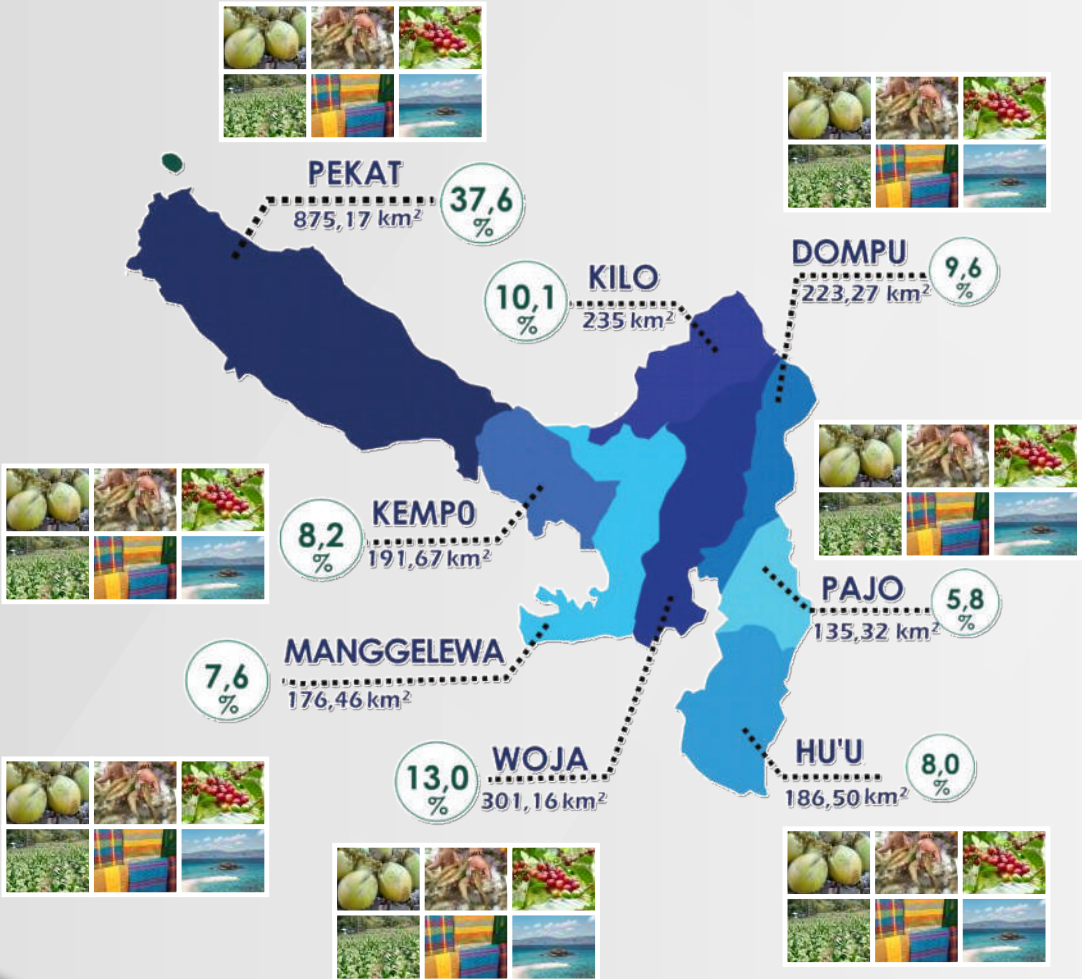 PEKAT
875,17 km²
37,6
%
KILO
235 km²
10,1
%
DOMPU
223,27 km²
9,6
%
KEMP0
191,67 km²
8,2
%
PAJO
135,32 km²
5,8
%
MANGGELEWA
176,46 km²
7,6
%
WOJA
301,16 km²
13,0
%
HU'U
186,50 km²
8,0
%